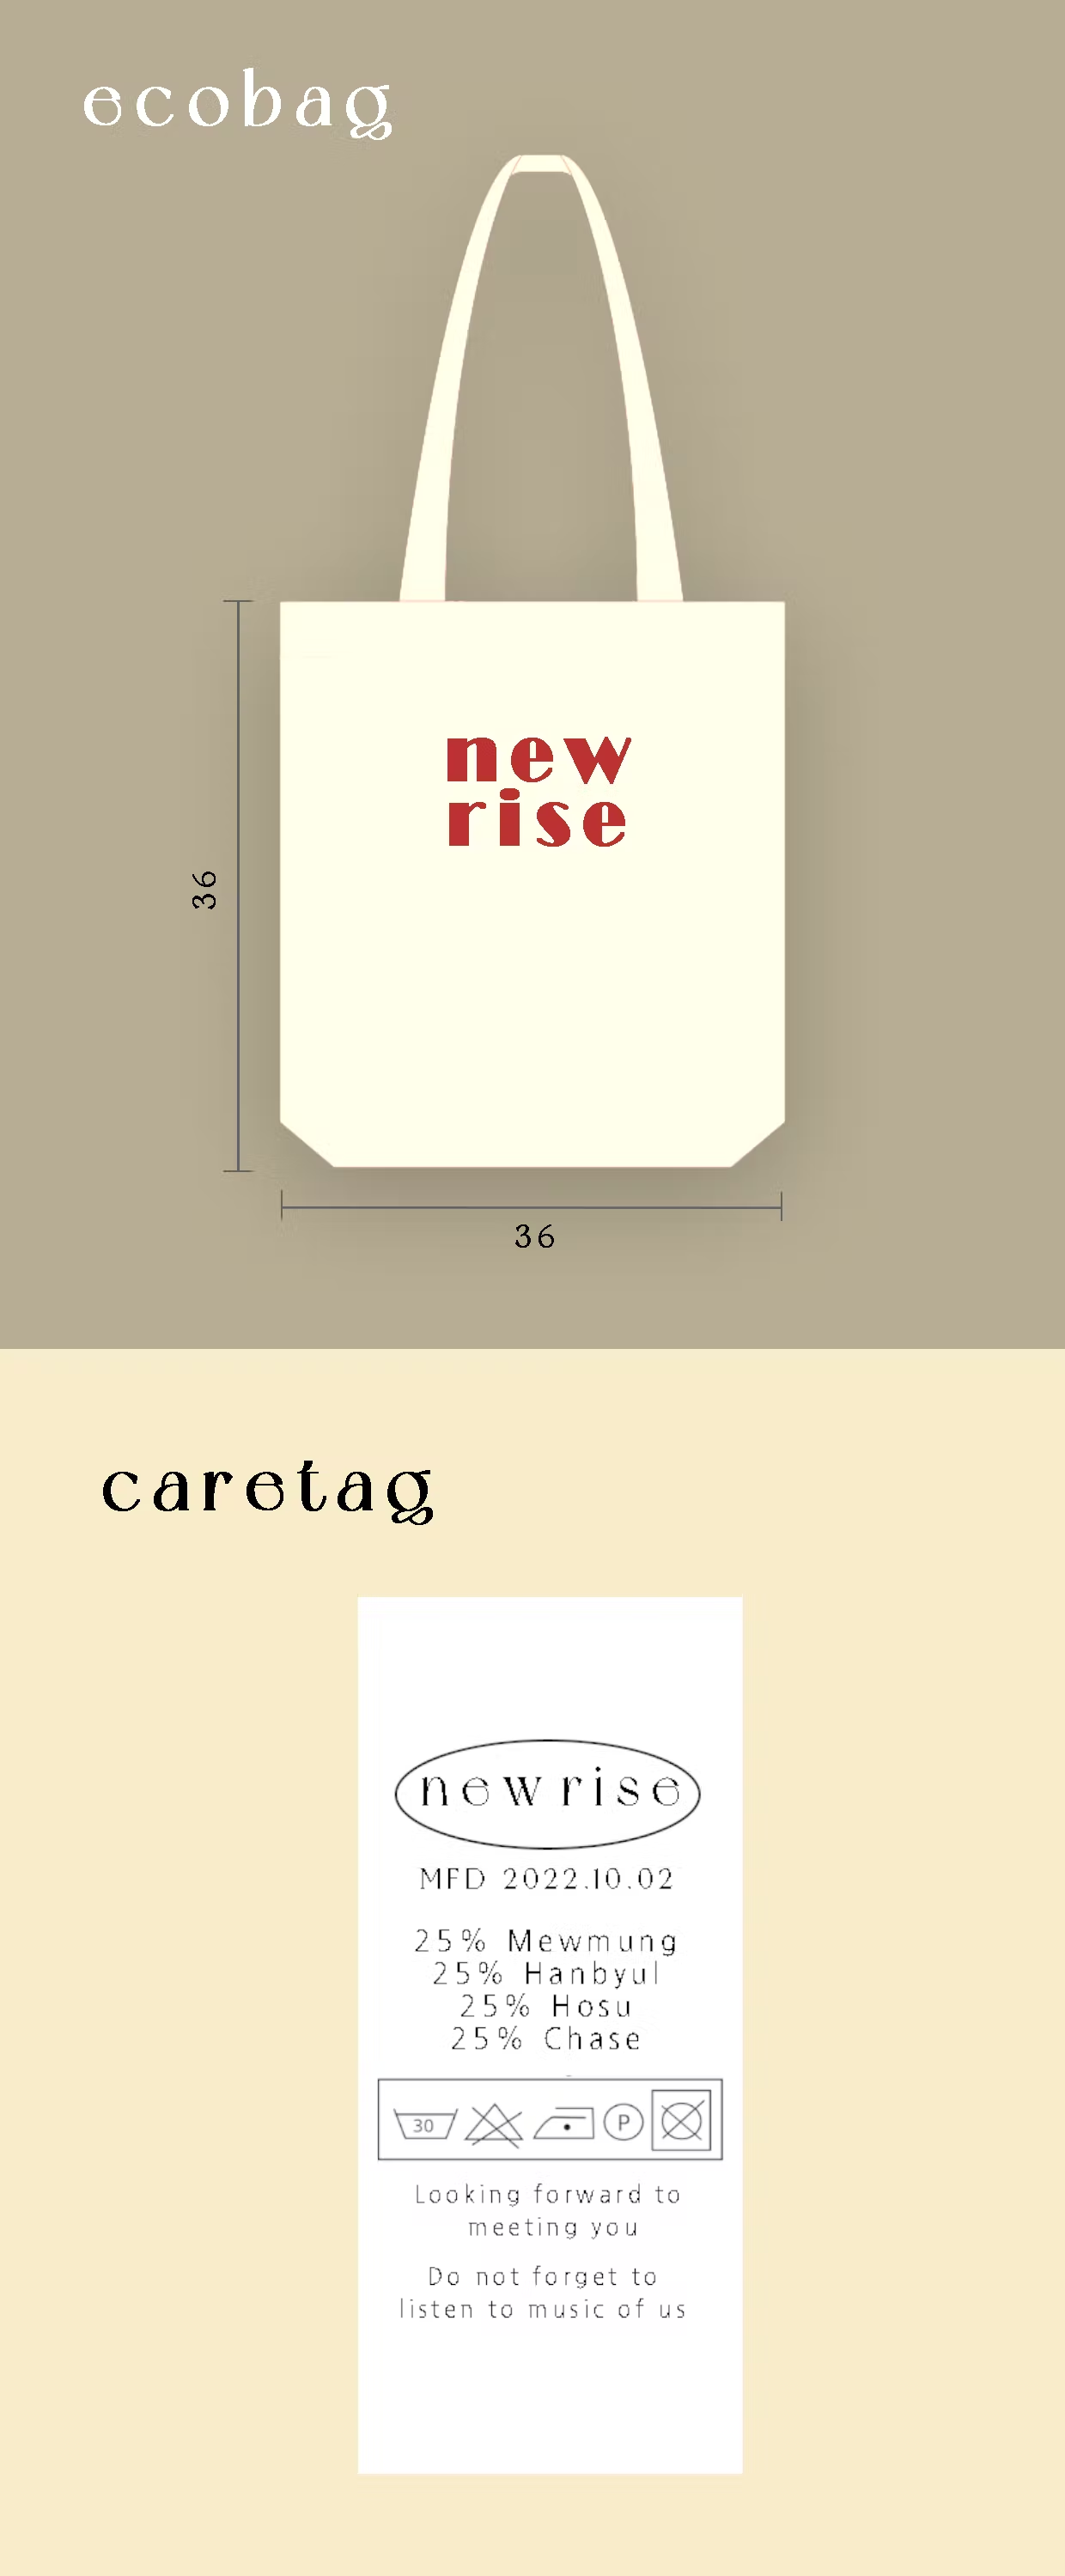 ecobag
new
rise
36
36
caretag
newrise
MFD 2022.10.02
25% Mewmung
25% Hanbyul
25% Hosu
25% Chase
30 P
Looking forward to
meeting you
Do not forget to
listen to music of us